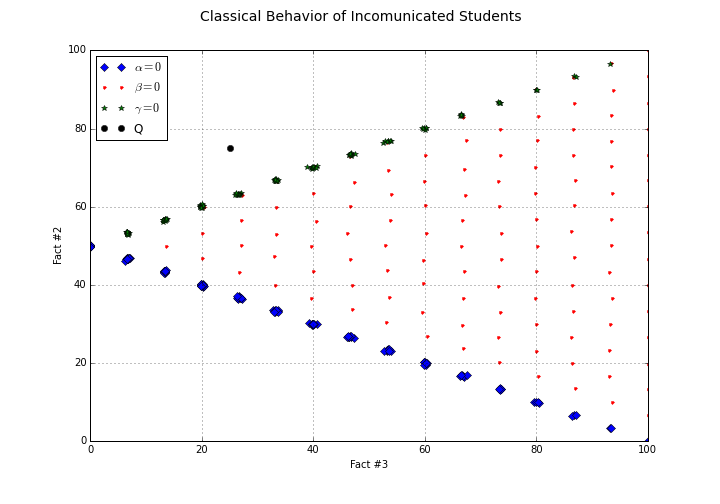 Classical Behavior of Incomunicated Students
α=0
β=0
γ=0
Q
100
80
60
40
20
0
Fact #2
0 20 40 60 80 100
Fact #3